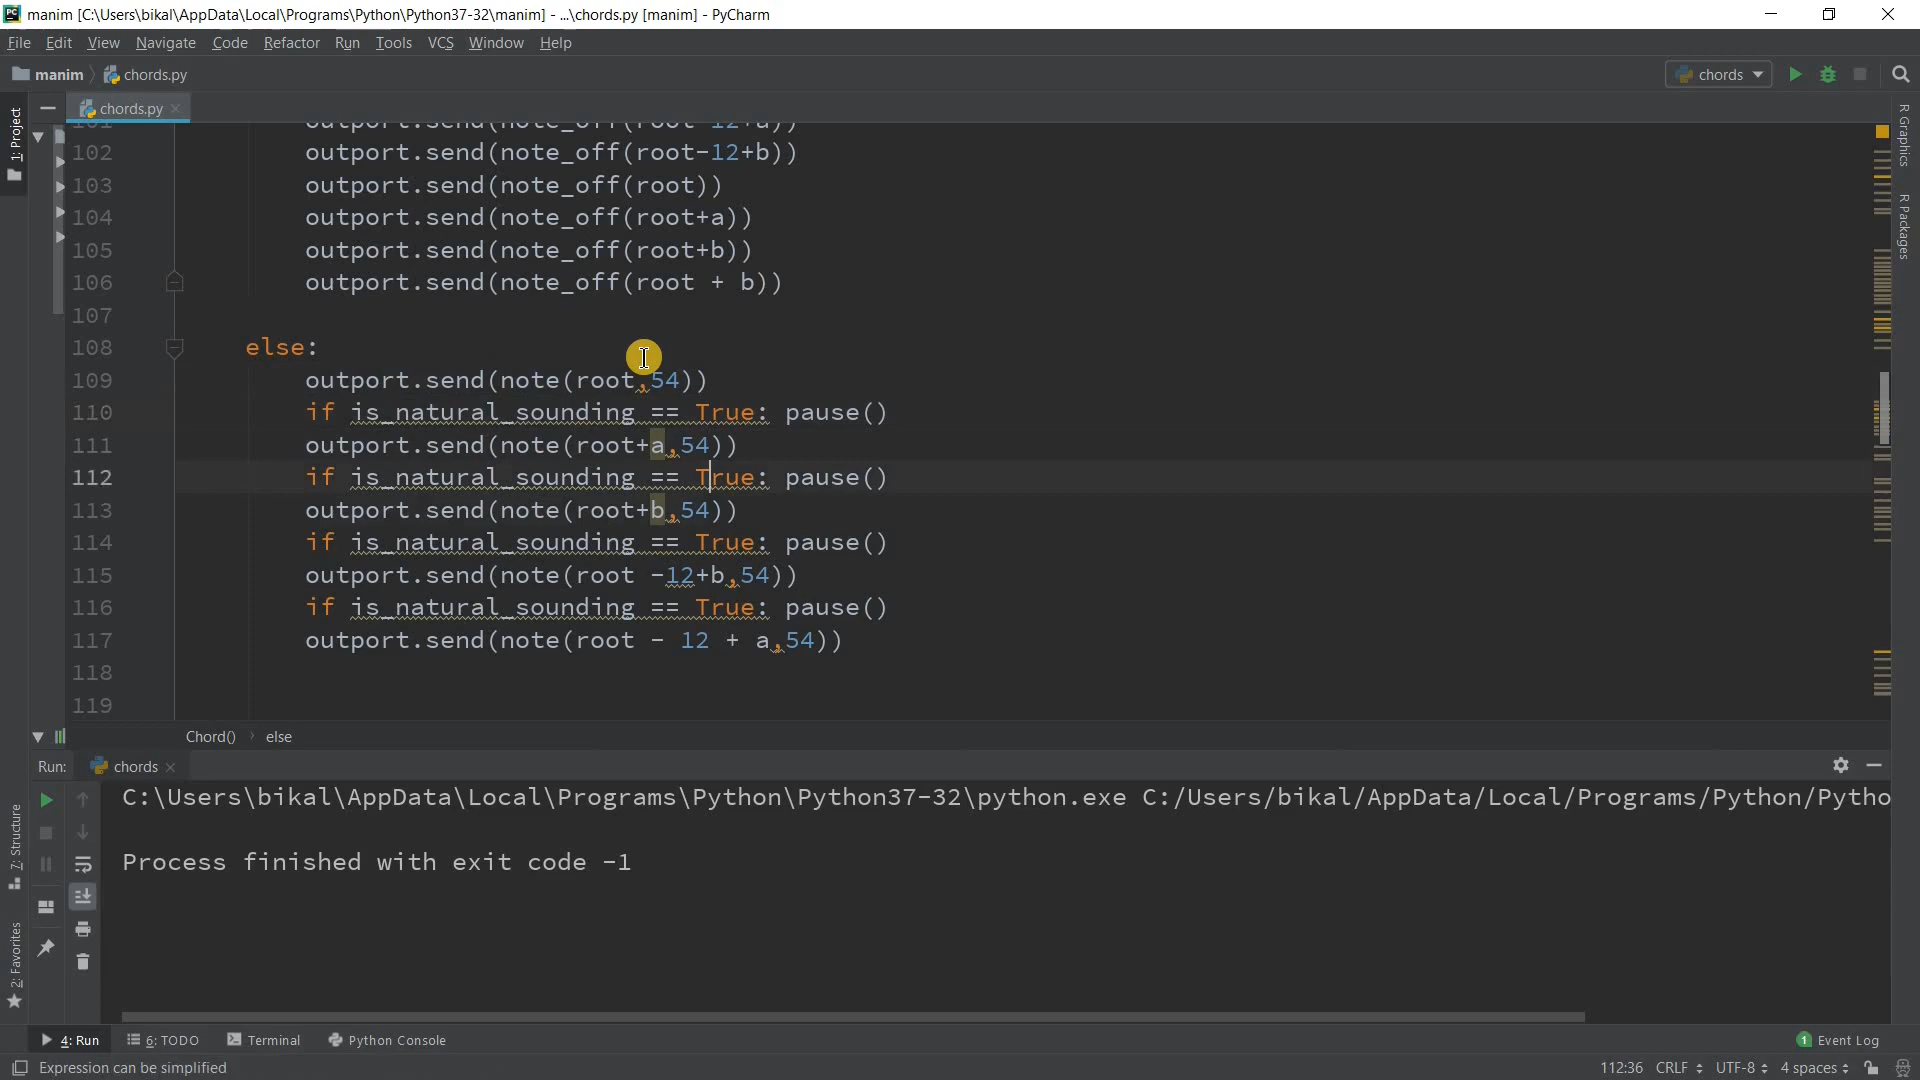 manim [C:\Users\bikal\AppData\Local\Programs\Python\Python37-32\manim] - ...\chords.py [manim] - PyCharm
File Edit View Navigate Code Refactor Run Tools VCS Window Help
manim chords.py chords
1: Project
chords.py
R Graphics
R Packages
101 outport.send(note_off(root-12+a))
102 outport.send(note_off(root-12+b))
103 outport.send(note_off(root))
104 outport.send(note_off(root+a))
105 outport.send(note_off(root+b))
106 outport.send(note_off(root + b))
107
108 else:
109 outport.send(note(root,54))
110 if is_natural_sounding == True: pause()
111 outport.send(note(root+a,54))
112 if is_natural_sounding == True: pause()
113 outport.send(note(root+b,54))
114 if is_natural_sounding == True: pause()
115 outport.send(note(root -12+b,54))
116 if is_natural_sounding == True: pause()
117 outport.send(note(root - 12 + a,54))
118
119
Chord() else
Run: chords
C:\Users\bikal\AppData\Local\Programs\Python\Python37-32\python.exe C:/Users/bikal/AppData/Local/Programs/Python/Pytho
Process finished with exit code -1
7: Structure
2: Favorites
4: Run 6: TODO Terminal Python Console 1 Event Log
Expression can be simplified 112:36 CRLF UTF-8 4 spaces